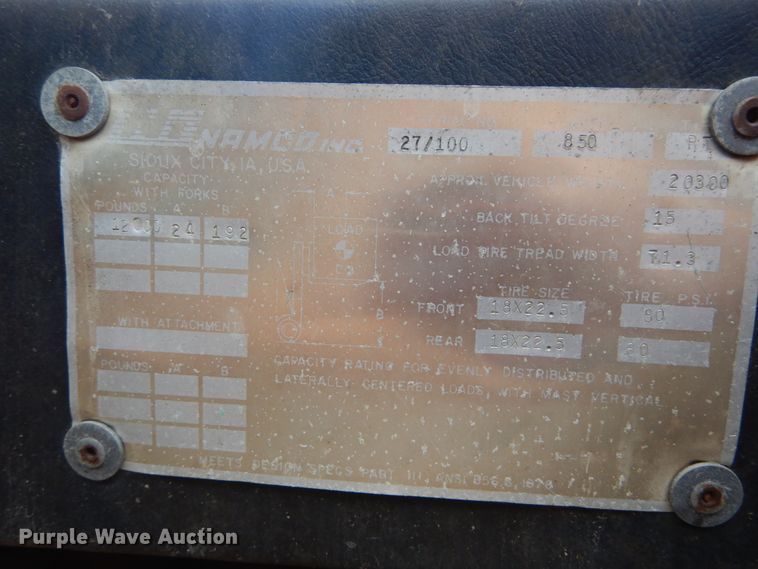 NAMCO INC.
SIOUX CITY, IA, U.S.A.
27/100 850 RT
CAPACITY
WITH FORKS
POUNDS A B
12000 24 192
APPROX. VEHICLE 20300
BACK TILT DEGREE 15
LOAD TIRE TREAD WIDTH 71.3
A
LOAD
B
TIRE SIZE TIRE P.S.I.
FRONT 18X22.5 80
REAR 18X22.5 80
WITH ATTACHMENT
POUNDS A B
CAPACITY RATING FOR EVENLY DISTRIBUTED AND
LATERALLY CENTERED LOADS, WITH MAST VERTICAL
MEETS DESIGN SPECS PART III, ANSI B56.6, 1978
Purple Wave Auction